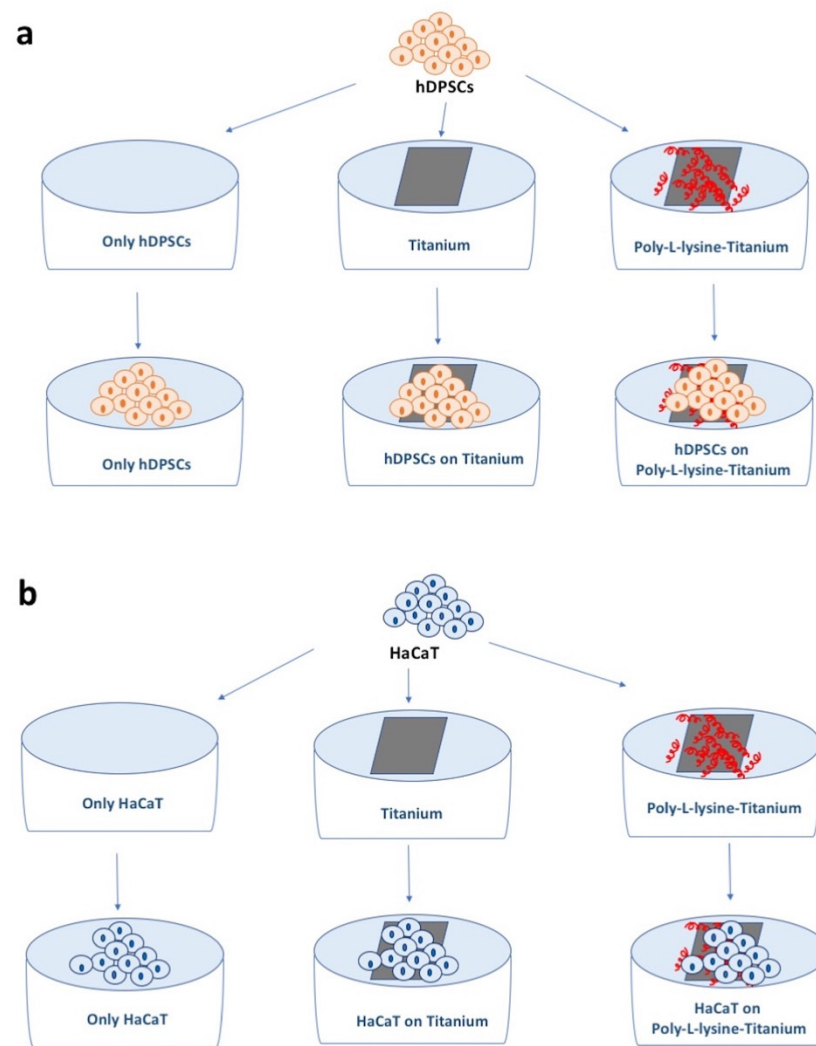 a
hDPSCs
Only hDPSCs
Titanium
Poly-L-lysine-Titanium
Only hDPSCs
hDPSCs on Titanium
hDPSCs on
Poly-L-lysine-Titanium
b
HaCaT
Only HaCaT
Titanium
Poly-L-lysine-Titanium
Only HaCaT
HaCaT on Titanium
HaCaT on
Poly-L-lysine-Titanium